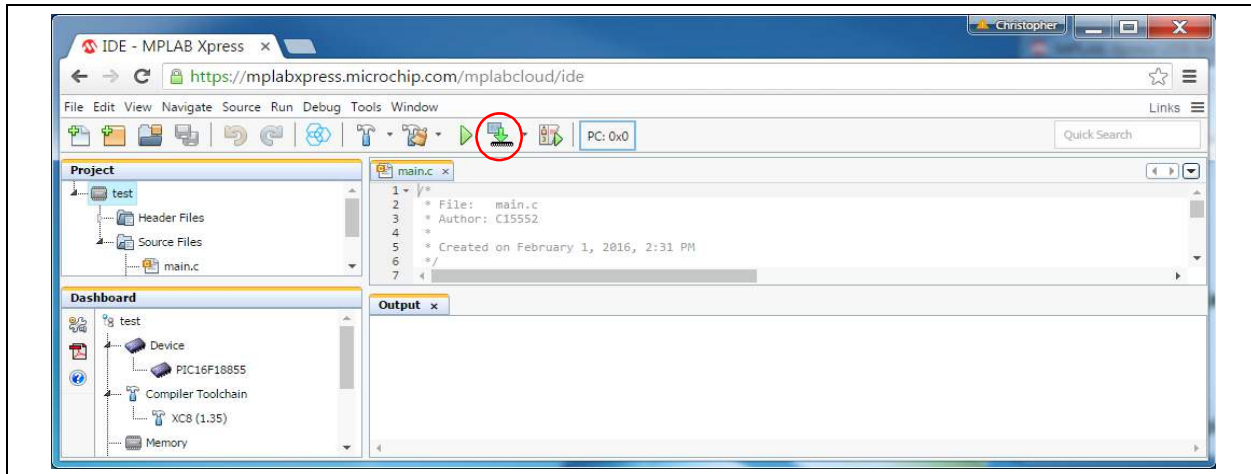 Christopher
IDE - MPLAB Xpress ×
https://mplabxpress.microchip.com/mplabcloud/ide
File Edit View Navigate Source Run Debug Tools Window
Links
PC: 0x0
Quick Search
Project
test
Header Files
Source Files
main.c
main.c ×
1 /*
2 * File: main.c
3 * Author: C15552
4 *
5 * Created on February 1, 2016, 2:31 PM
6 */
7
Dashboard
test
Device
PIC16F18855
Compiler Toolchain
XC8 (1.35)
Memory
Output ×